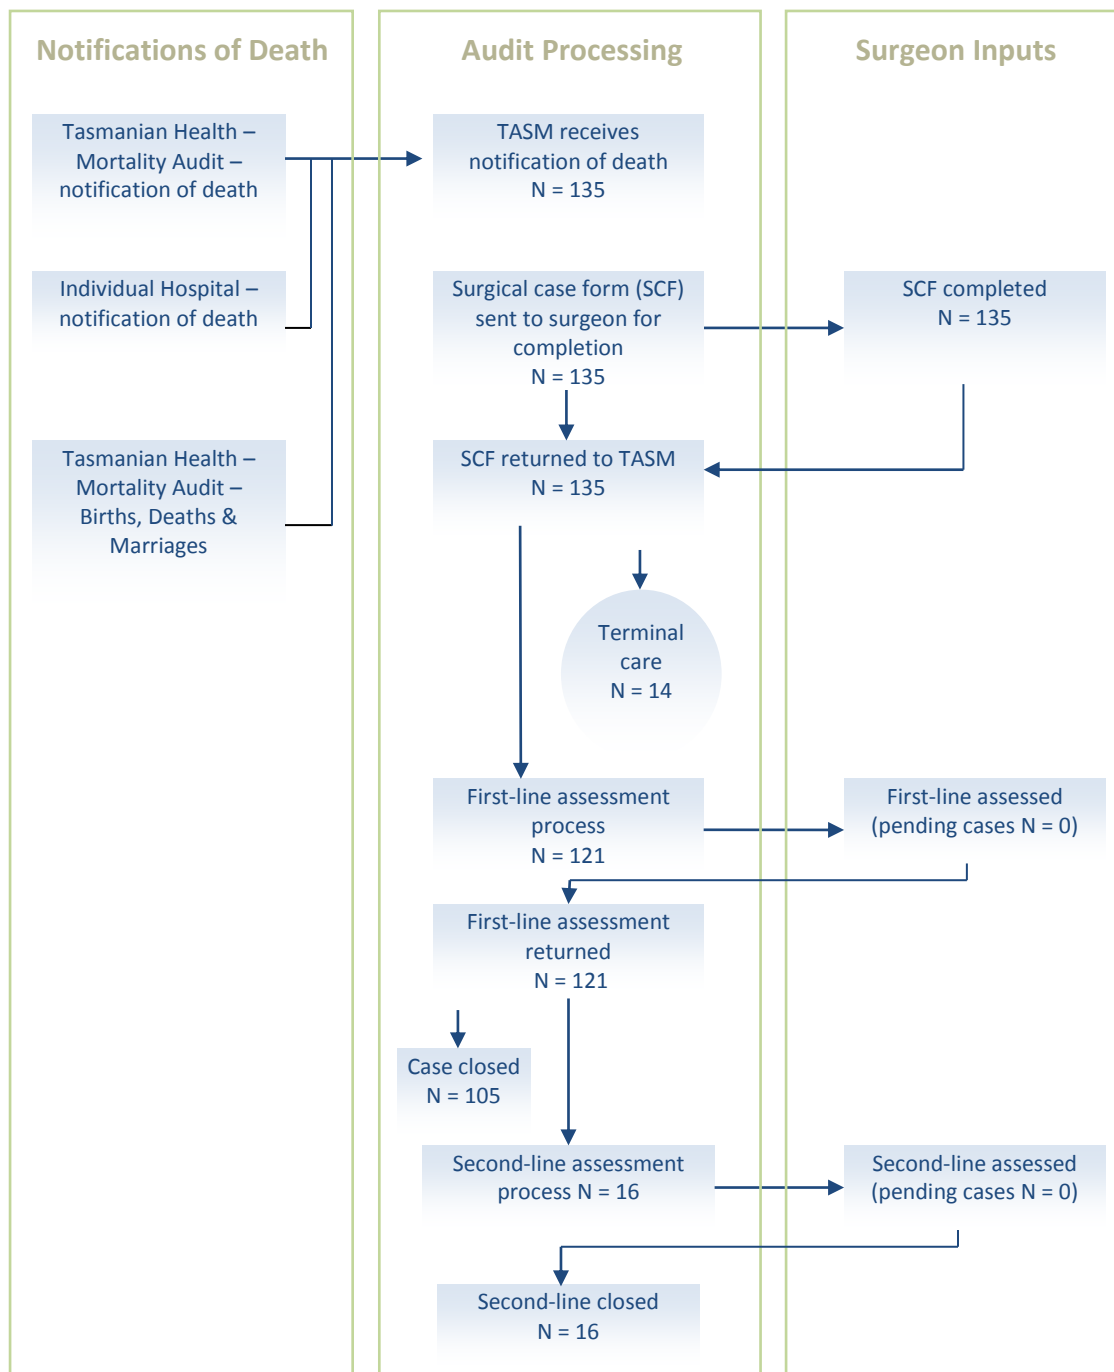 Notifications of Death
Audit Processing
Surgeon Inputs
Tasmanian Health –
Mortality Audit –
notification of death
TASM receives
notification of death
N = 135
Individual Hospital –
notification of death
Surgical case form (SCF)
sent to surgeon for
completion
N = 135
SCF completed
N = 135
Tasmanian Health –
Mortality Audit –
Births, Deaths &
Marriages
SCF returned to TASM
N = 135
Terminal
care
N = 14
First-line assessment
process
N = 121
First-line assessed
(pending cases N = 0)
First-line assessment
returned
N = 121
Case closed
N = 105
Second-line assessment
process N = 16
Second-line assessed
(pending cases N = 0)
Second-line closed
N = 16